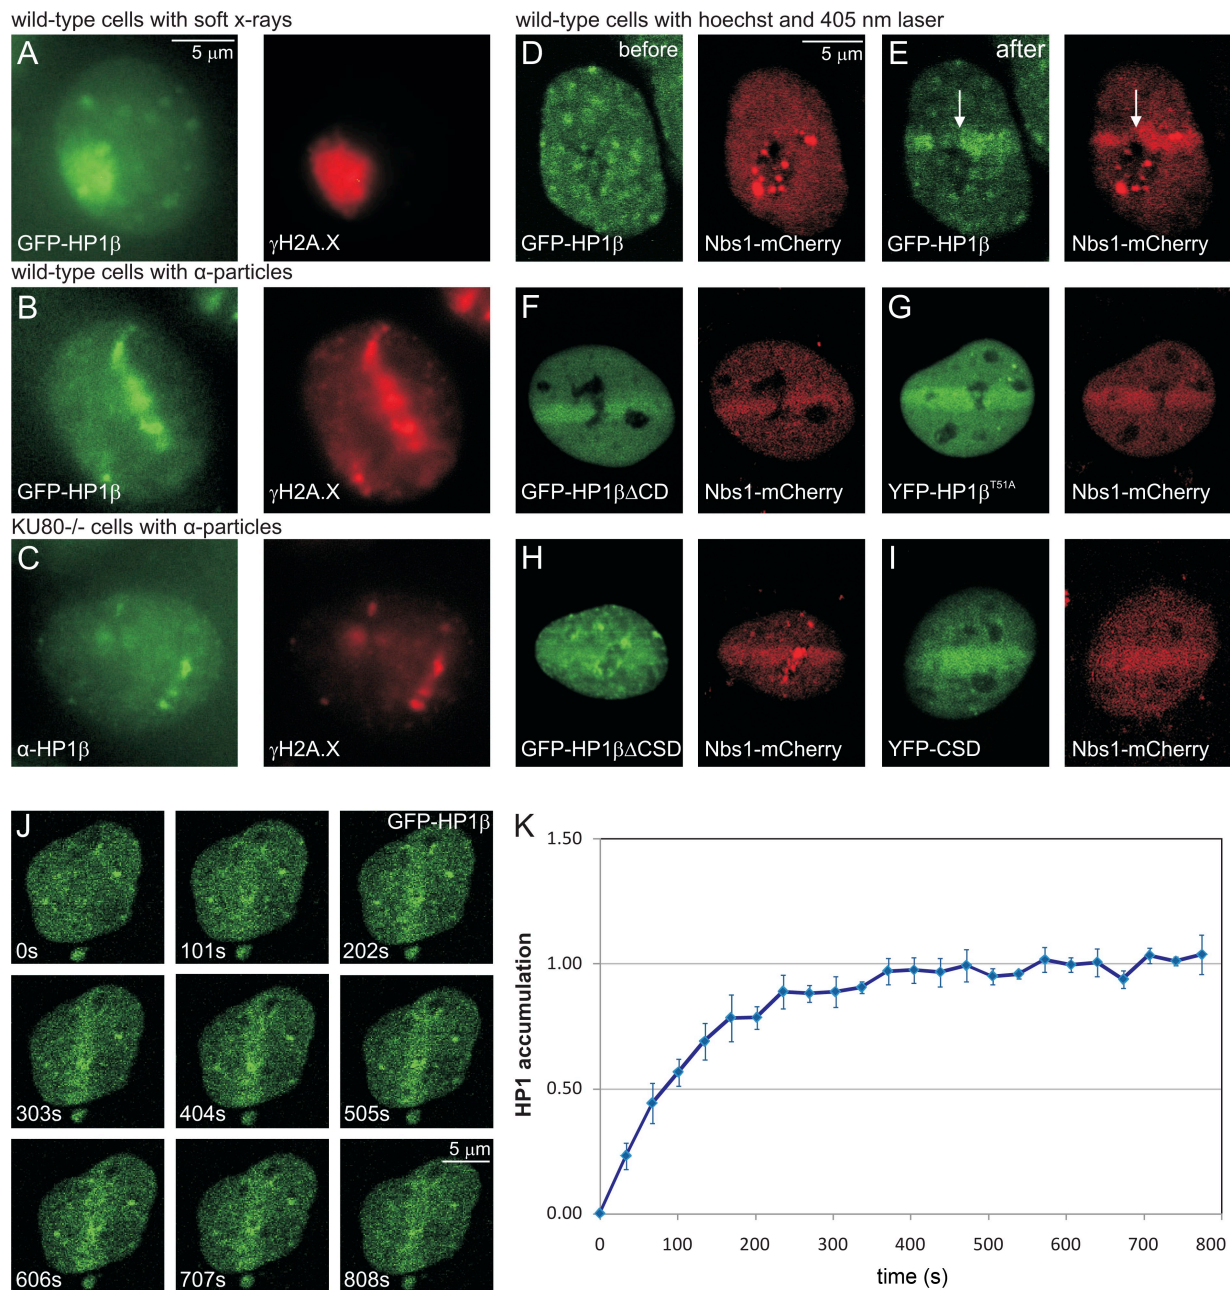 wild-type cells with soft x-rays
wild-type cells with hoechst and 405 nm laser
A
5 μm
D
before
5 μm
E
after
GFP-HP1β
γH2A.X
GFP-HP1β
Nbs1-mCherry
GFP-HP1β
Nbs1-mCherry
wild-type cells with α-particles
B
F
G
GFP-HP1β
γH2A.X
GFP-HP1βΔCD
Nbs1-mCherry
YFP-HP1βT51A
Nbs1-mCherry
KU80-/- cells with α-particles
C
H
I
α-HP1β
γH2A.X
GFP-HP1βΔCSD
Nbs1-mCherry
YFP-CSD
Nbs1-mCherry
J
GFP-HP1β
0s
101s
202s
303s
404s
505s
5 μm
606s
707s
808s
K
1.50
1.00
0.50
0.00
HP1 accumulation
0 100 200 300 400 500 600 700 800
time (s)